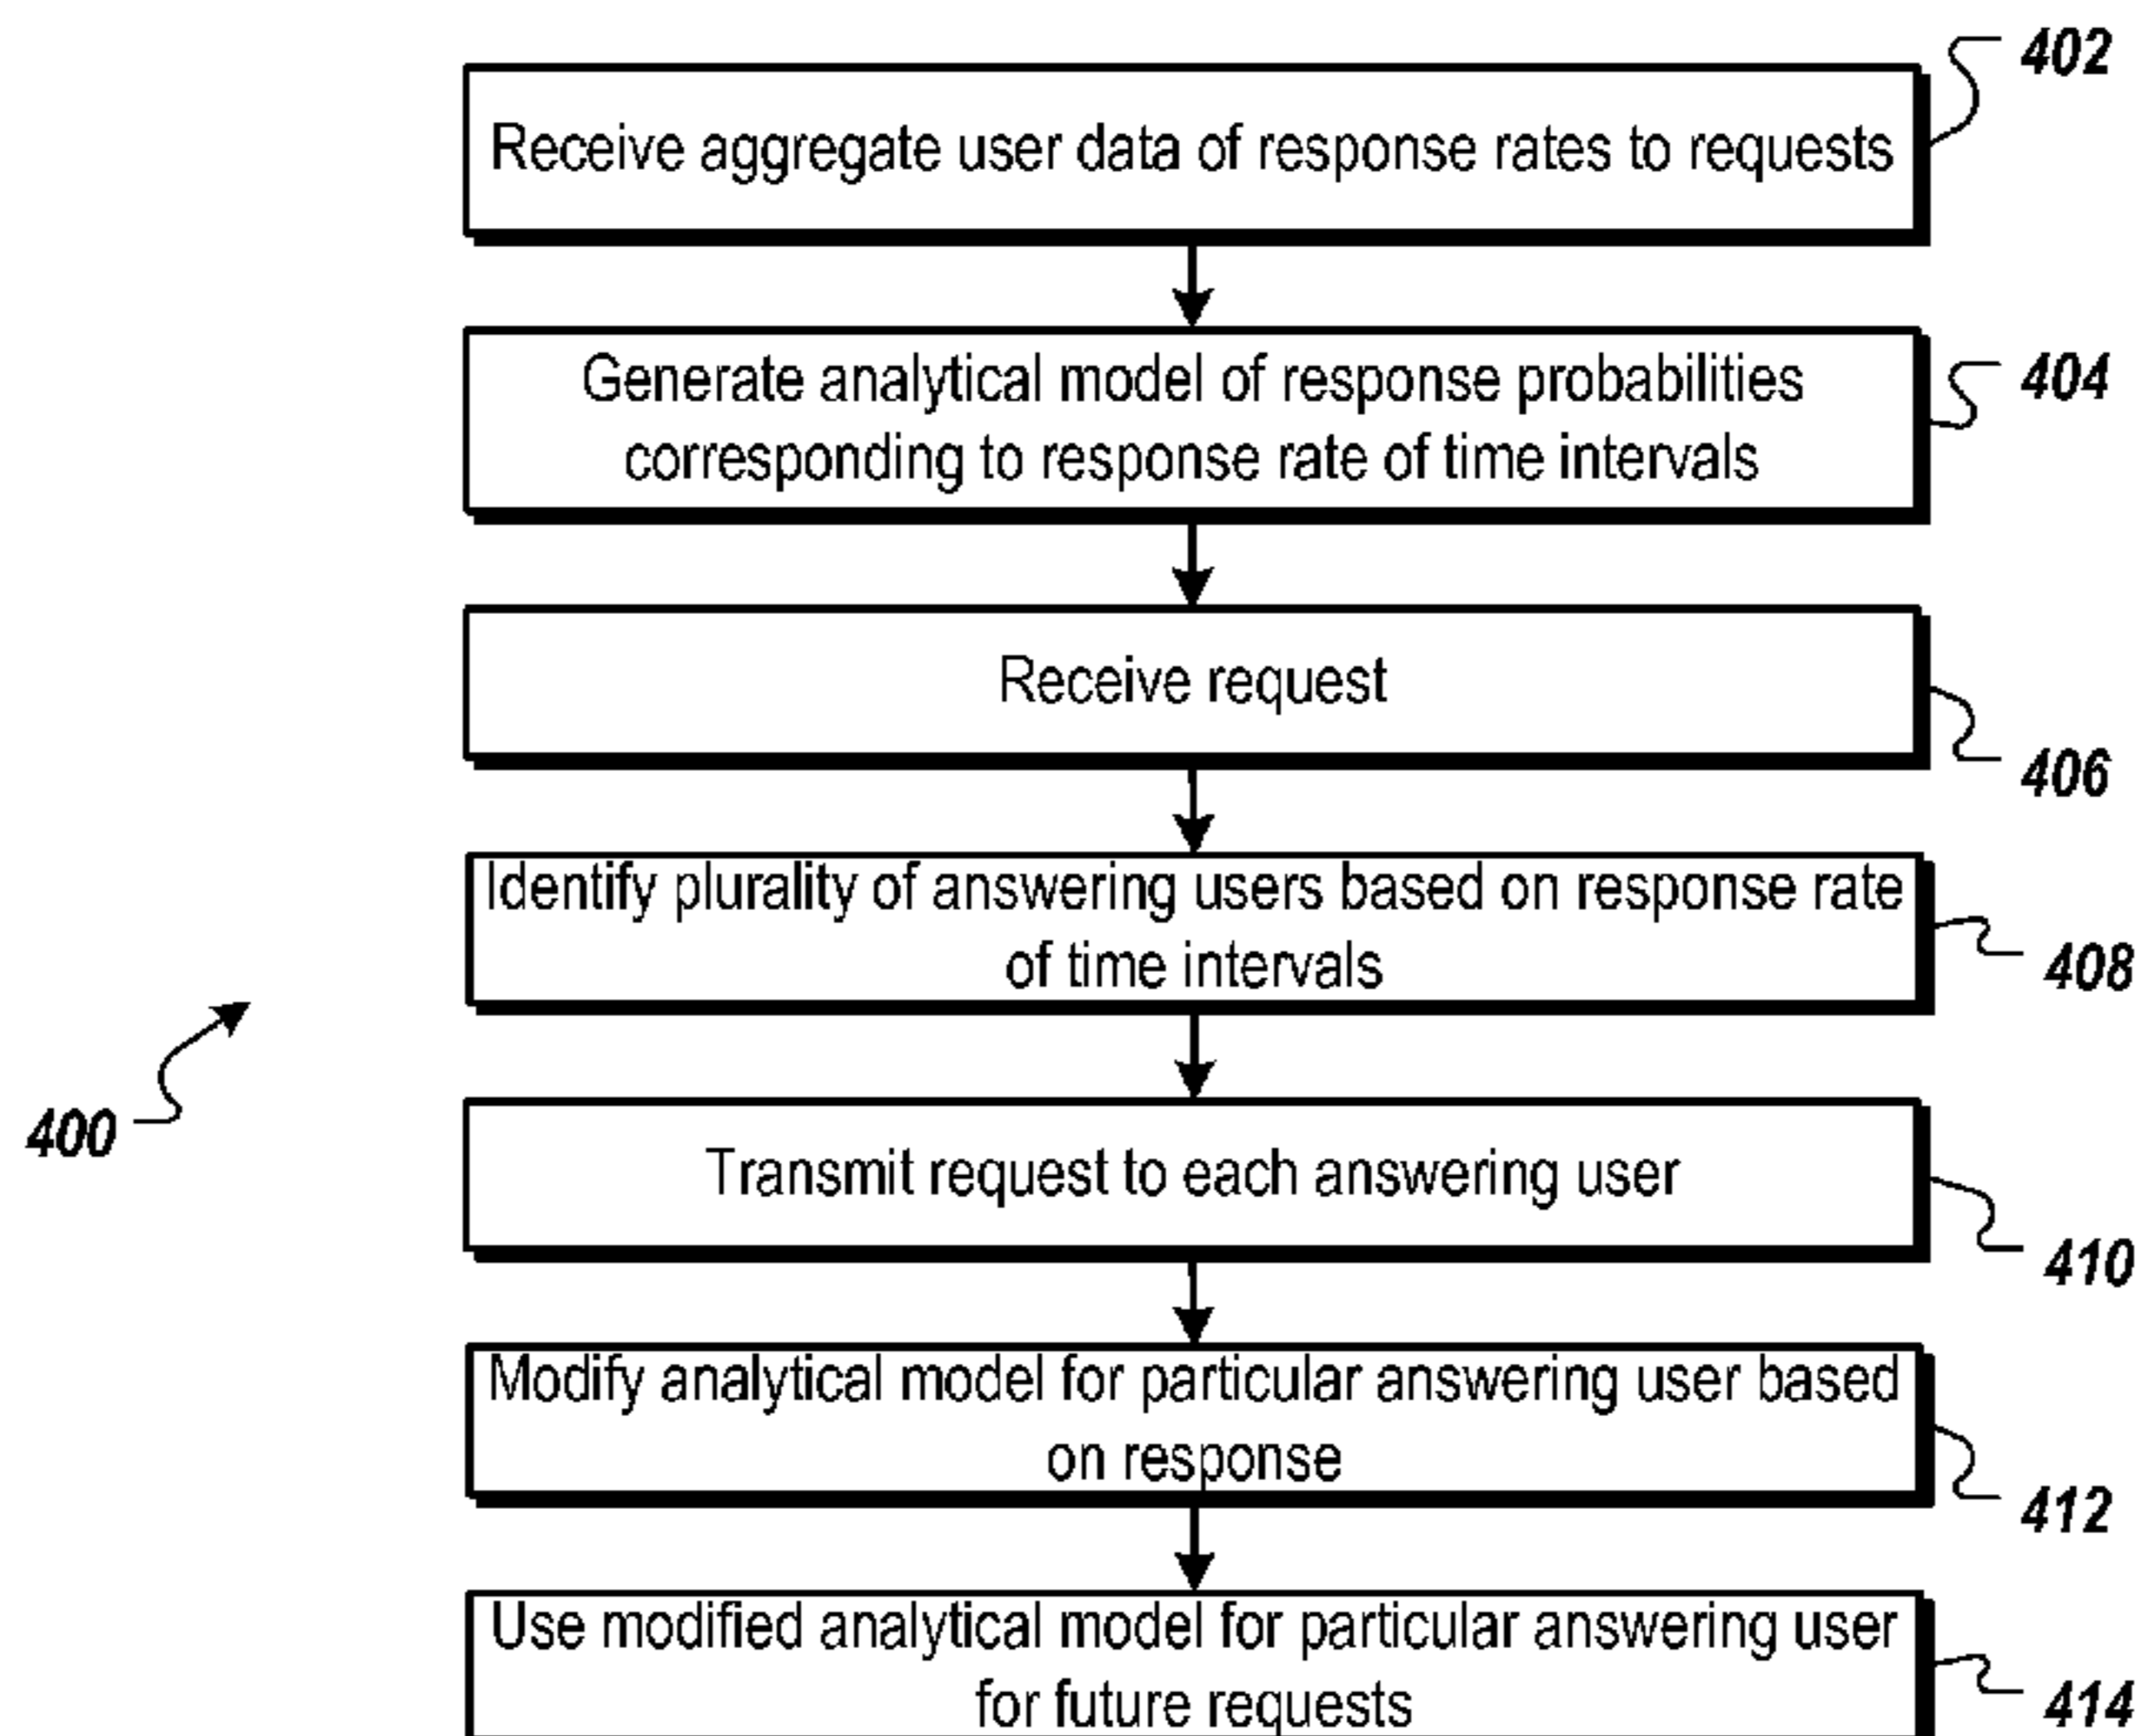 402
Receive aggregate user data of response rates to requests
Generate analytical model of response probabilities
corresponding to response rate of time intervals
404
Receive request
406
Identify plurality of answering users based on response rate
of time intervals
408
400
Transmit request to each answering user
410
Modify analytical model for particular answering user based
on response
412
Use modified analytical model for particular answering user
for future requests
414